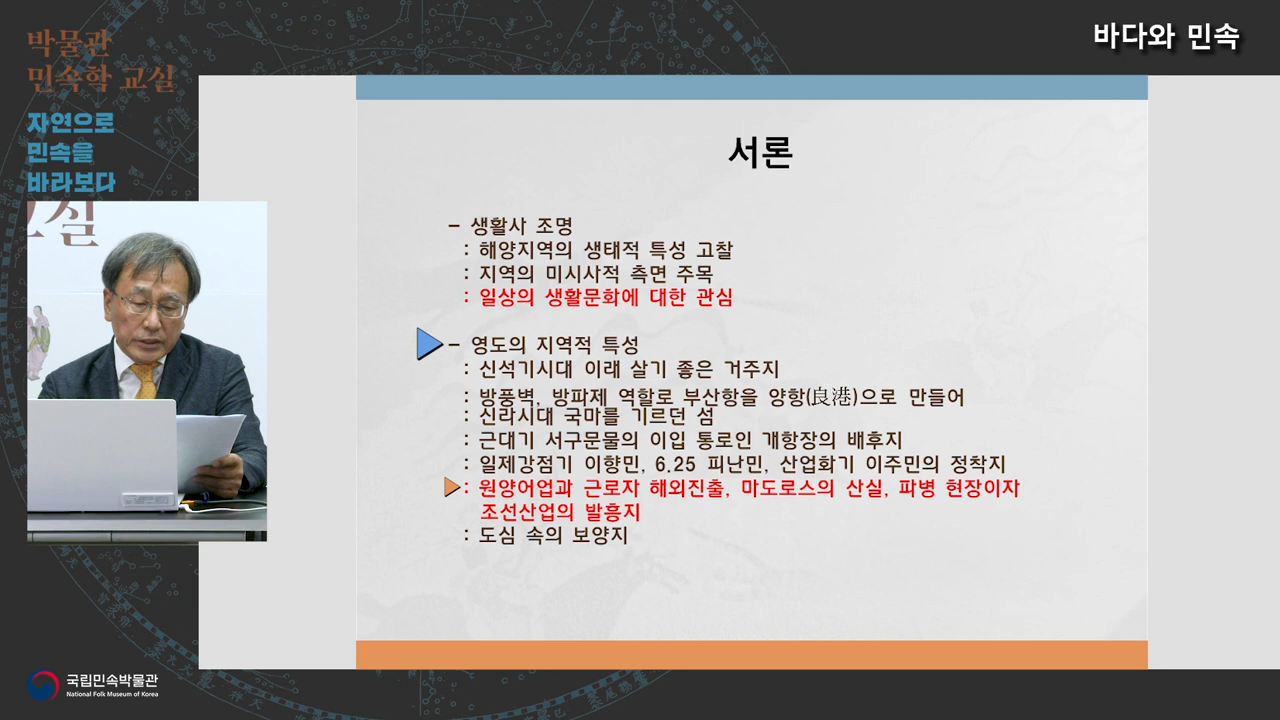 바다와 민속
박물관
민속학 교실
자연으로
민속을
바라보다
서론
– 생활사 조명
: 해양지역의 생태적 특성 고찰
: 지역의 미시사적 측면 주목
: 일상의 생활문화에 대한 관심
– 영도의 지역적 특성
: 신석기시대 이래 살기 좋은 거주지
: 방풍벽, 방파제 역할로 부산항을 양항(良港)으로 만들어
: 신라시대 국마를 기르던 섬
: 근대기 서구문물의 이입 통로인 개항장의 배후지
: 일제강점기 이향민, 6.25 피난민, 산업화기 이주민의 정착지
: 원양어업과 근로자 해외진출, 마도로스의 산실, 파병 현장이자
조선산업의 발흥지
: 도심 속의 보양지
국립민속박물관
National Folk Museum of Korea